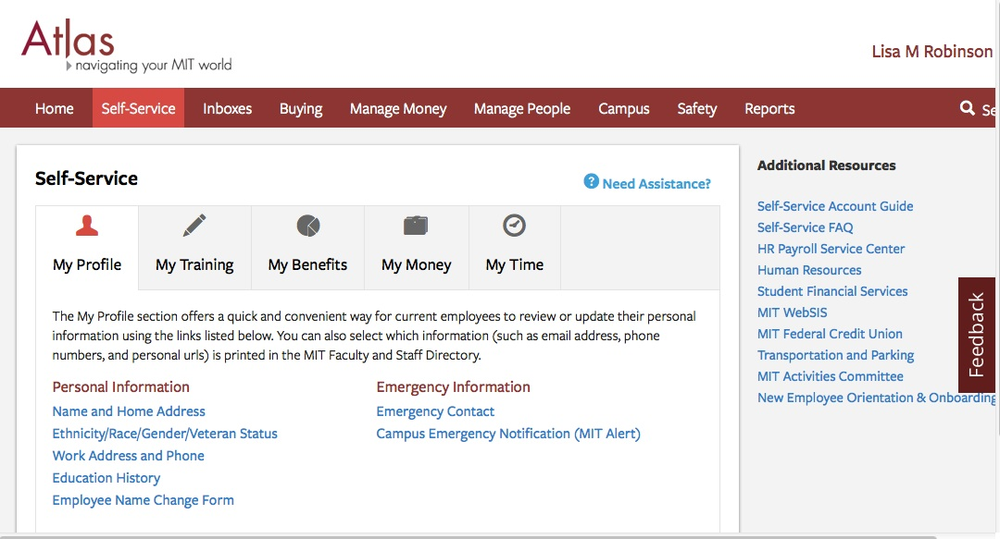 Atlas
navigating your MIT world
Lisa M Robinson
Home Self-Service Inboxes Buying Manage Money Manage People Campus Safety Reports Se
Self-Service
? Need Assistance?
My Profile My Training My Benefits My Money My Time
The My Profile section offers a quick and convenient way for current employees to review or update their personal
information using the links listed below. You can also select which information (such as email address, phone
numbers, and personal urls) is printed in the MIT Faculty and Staff Directory.
Personal Information
Name and Home Address
Ethnicity/Race/Gender/Veteran Status
Work Address and Phone
Education History
Employee Name Change Form
Emergency Information
Emergency Contact
Campus Emergency Notification (MIT Alert)
Additional Resources
Self-Service Account Guide
Self-Service FAQ
HR Payroll Service Center
Human Resources
Student Financial Services
MIT WebSIS
MIT Federal Credit Union
Transportation and Parking
MIT Activities Committee
New Employee Orientation & Onboarding
Feedback